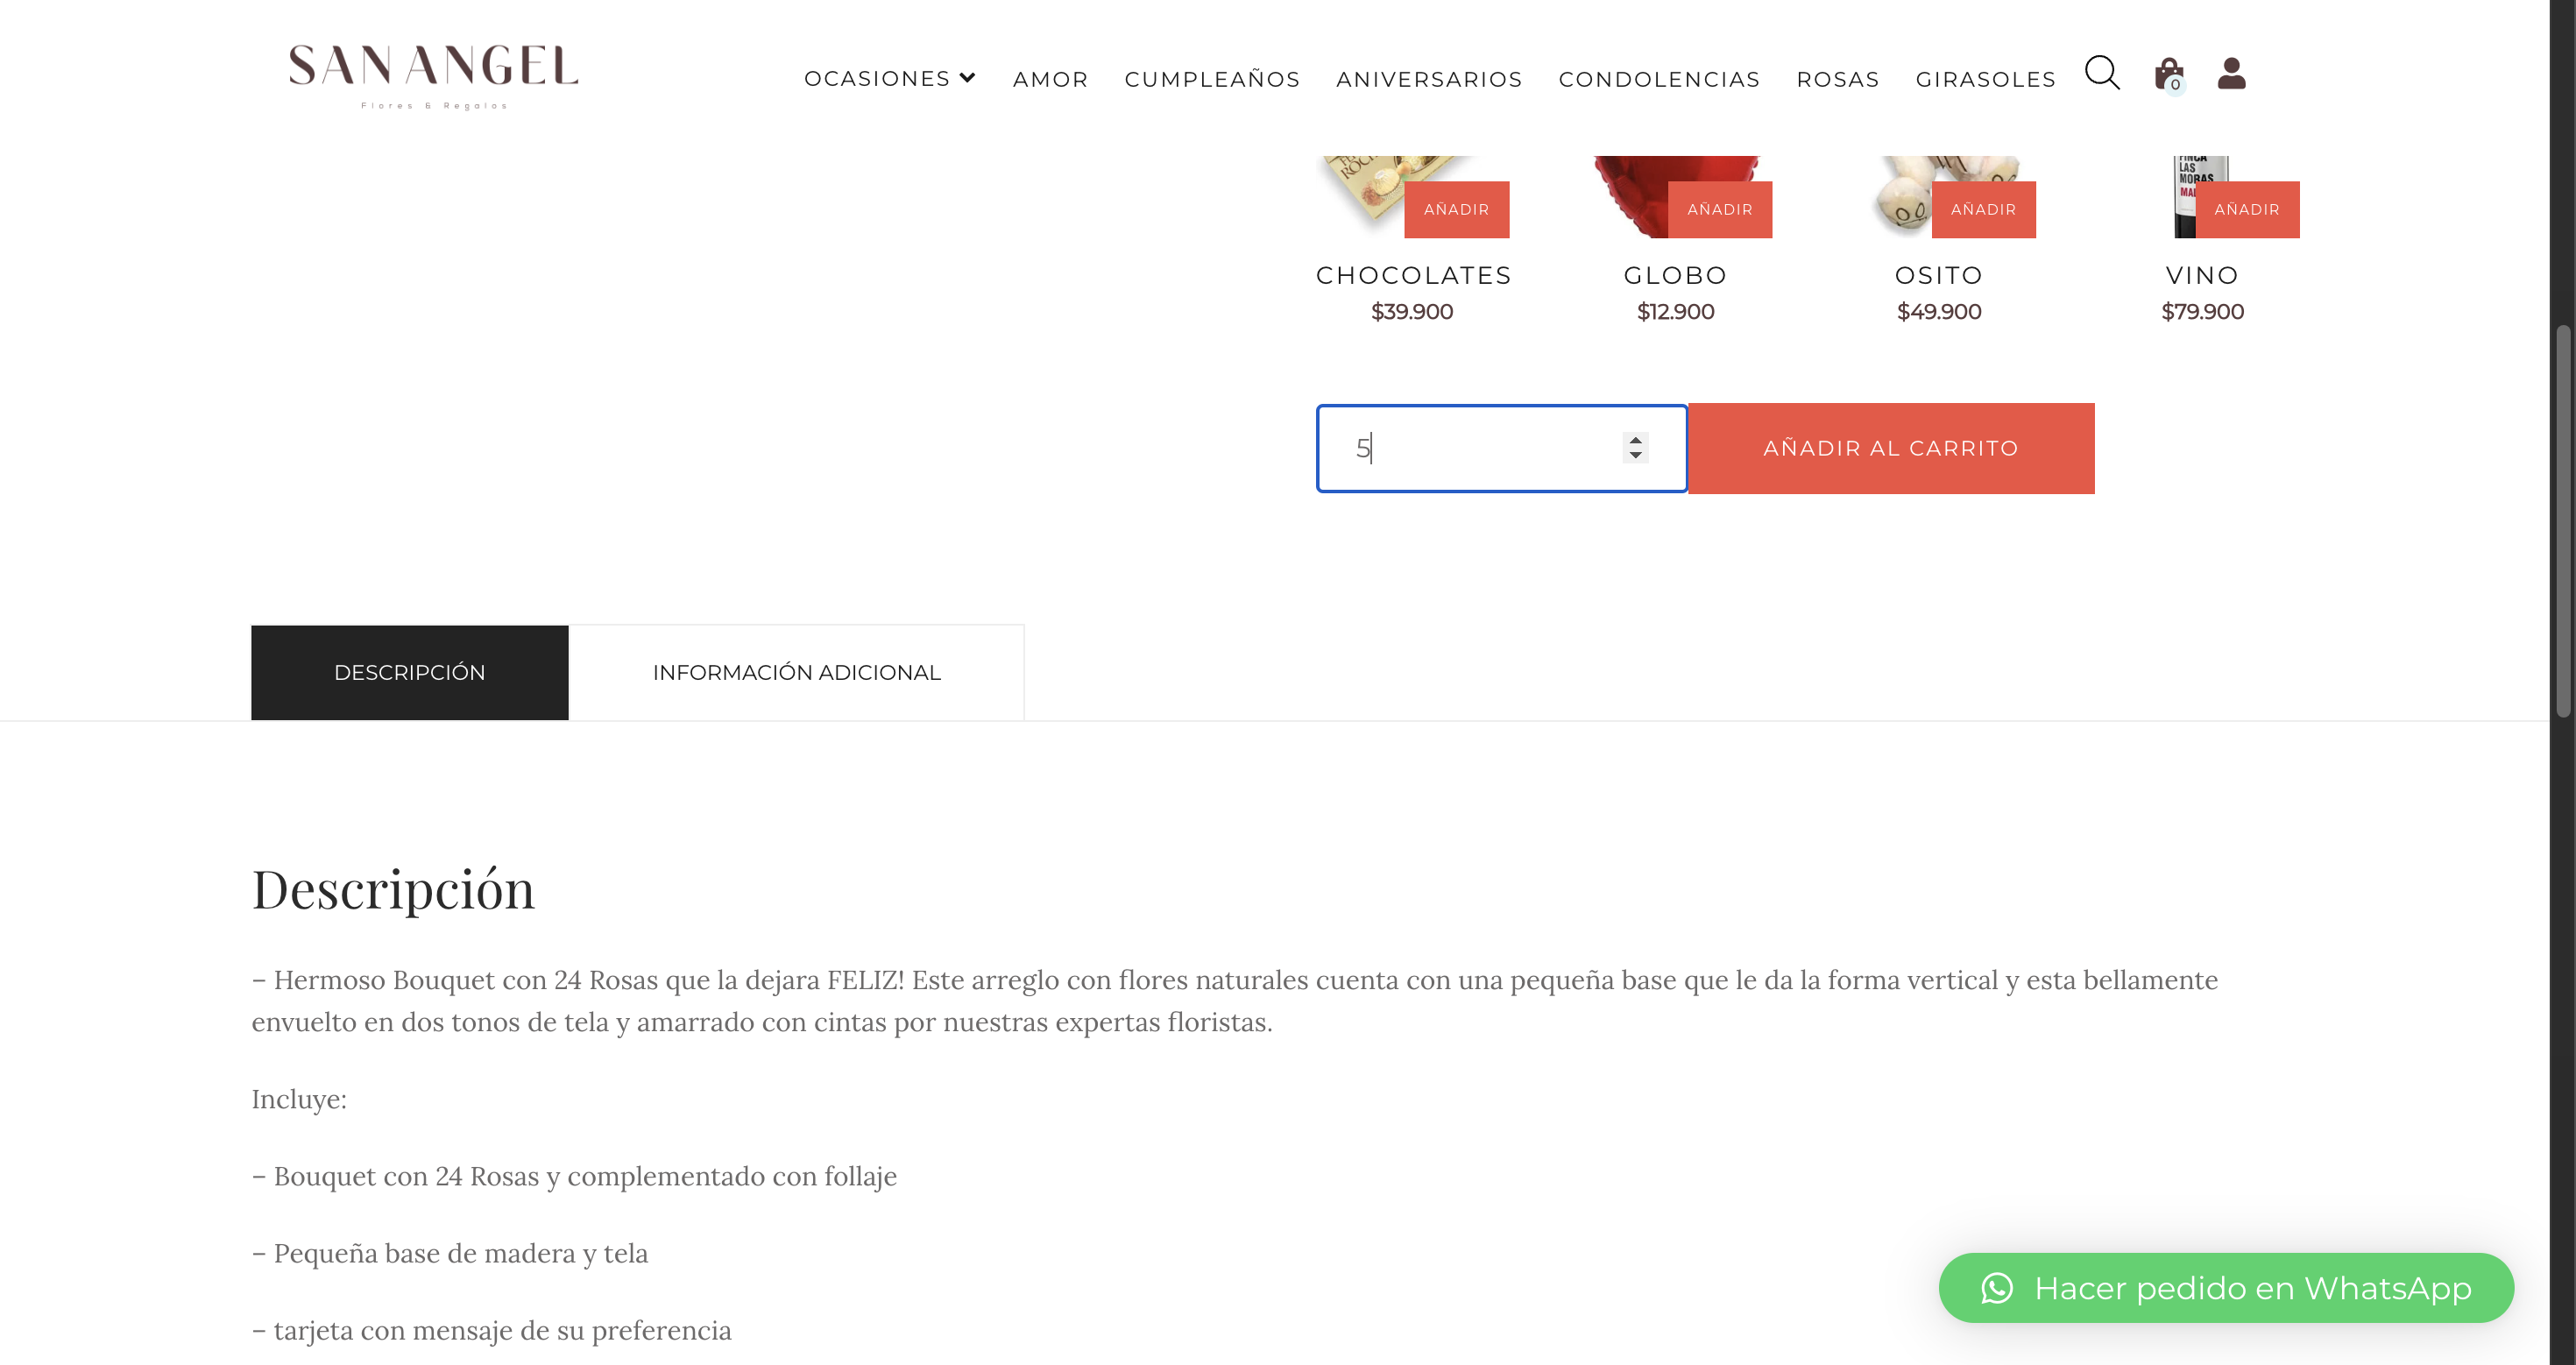 SAN ANGEL
Flores & Regalos
OCASIONES AMOR CUMPLEAÑOS ANIVERSARIOS CONDOLENCIAS ROSAS GIRASOLES
0
FINCA
LAS
MORAS
AÑADIR AÑADIR AÑADIR AÑADIR
CHOCOLATES GLOBO OSITO VINO
$39.900 $12.900 $49.900 $79.900
5 AÑADIR AL CARRITO
DESCRIPCIÓN INFORMACIÓN ADICIONAL
Descripción
– Hermoso Bouquet con 24 Rosas que la dejara FELIZ! Este arreglo con flores naturales cuenta con una pequeña base que le da la forma vertical y esta bellamente
envuelto en dos tonos de tela y amarrado con cintas por nuestras expertas floristas.
Incluye:
– Bouquet con 24 Rosas y complementado con follaje
– Pequeña base de madera y tela
– tarjeta con mensaje de su preferencia
Hacer pedido en WhatsApp